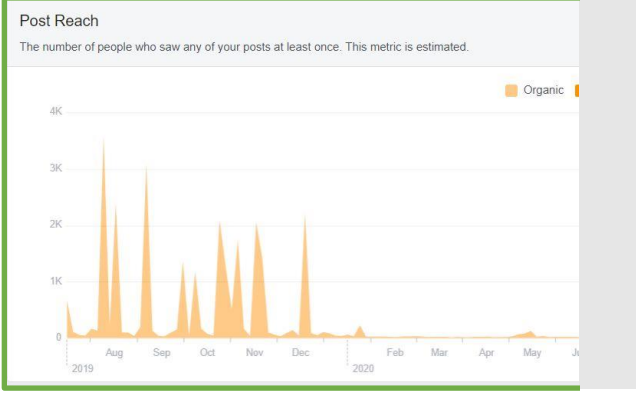 Post Reach
The number of people who saw any of your posts at least once. This metric is estimated.
Organic
4K
3K
2K
1K
0
Aug Sep Oct Nov Dec Feb Mar Apr May
2019 2020